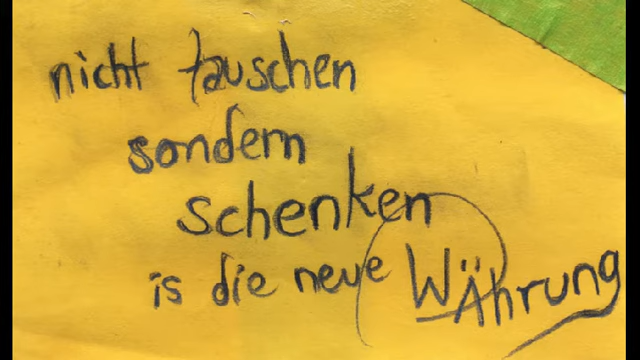 nicht tauschen
sondern
schenken
is die neue WÄhrung